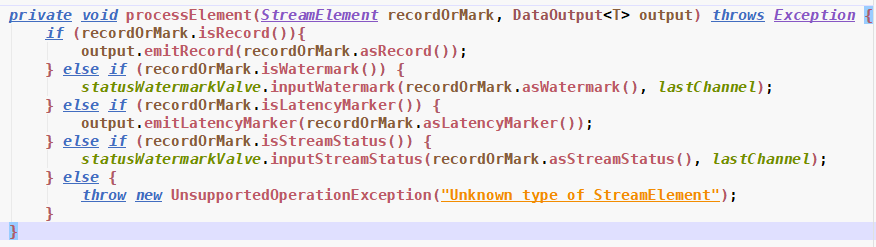 private void processElement(StreamElement recordOrMark, DataOutput<T> output) throws Exception {
    if (recordOrMark.isRecord()){
        output.emitRecord(recordOrMark.asRecord());
    } else if (recordOrMark.isWatermark()) {
        statusWatermarkValve.inputWatermark(recordOrMark.asWatermark(), lastChannel);
    } else if (recordOrMark.isLatencyMarker()) {
        output.emitLatencyMarker(recordOrMark.asLatencyMarker());
    } else if (recordOrMark.isStreamStatus()) {
        statusWatermarkValve.inputStreamStatus(recordOrMark.asStreamStatus(), lastChannel);
    } else {
        throw new UnsupportedOperationException("Unknown type of StreamElement");
    }
}